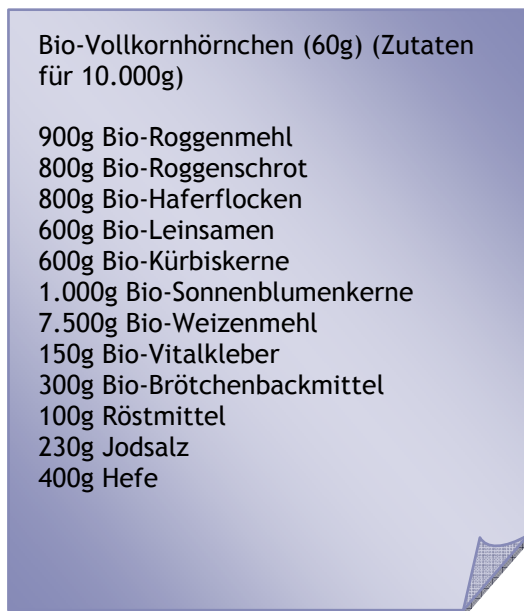 Bio-Vollkornhörnchen (60g) (Zutaten
für 10.000g)
900g Bio-Roggenmehl
800g Bio-Roggenschrot
800g Bio-Haferflocken
600g Bio-Leinsamen
600g Bio-Kürbiskerne
1.000g Bio-Sonnenblumenkerne
7.500g Bio-Weizenmehl
150g Bio-Vitalkleber
300g Bio-Brötchenbackmittel
100g Röstmittel
230g Jodsalz
400g Hefe